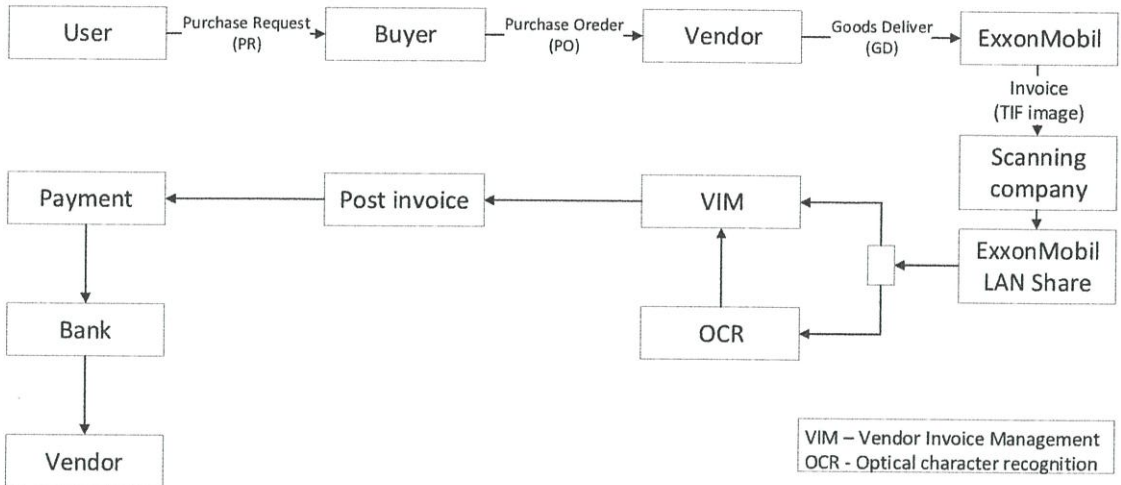 User
Purchase Request
(PR)
Buyer
Purchase Oreder
(PO)
Vendor
Goods Deliver
(GD)
ExxonMobil
Invoice
(TIF image)
Scanning
company
ExxonMobil
LAN Share
Payment
Post invoice
VIM
OCR
Bank
Vendor
VIM – Vendor Invoice Management
OCR - Optical character recognition